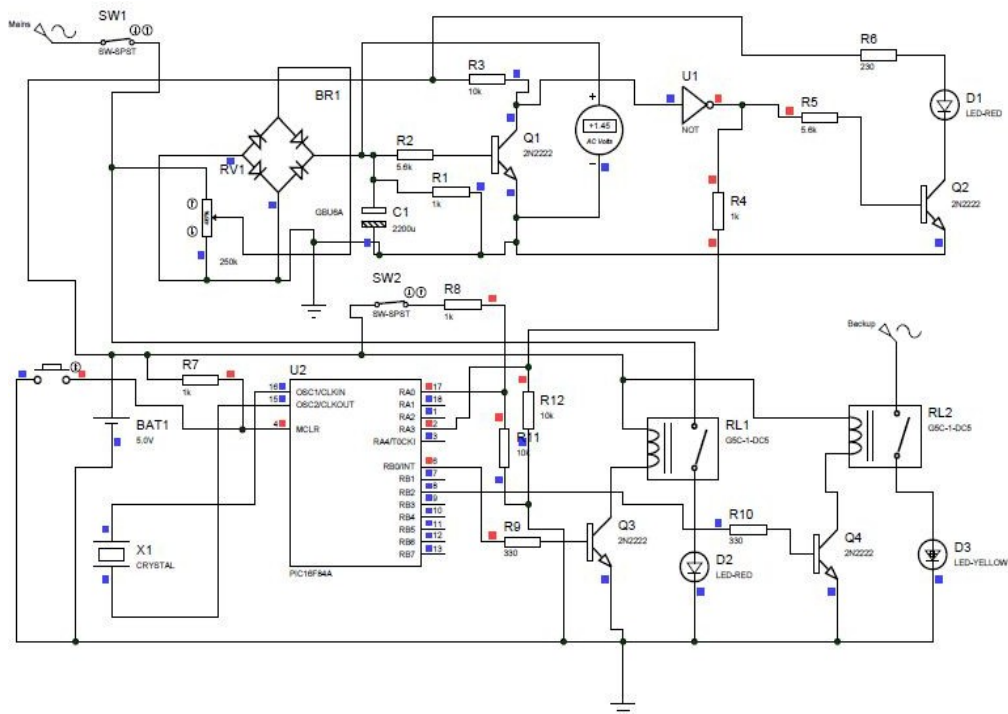 Mains
SW1
SW-SPST
R3
10k
BR1
R2
5.6k
R1
1k
RV1
GBU6A
C1
2200u
250k
Q1
2N2222
+
+1.45
AC Volts
−
U1
NOT
R5
5.6k
R4
1k
R6
230
D1
LED-RED
Q2
2N2222
SW2
SW-SPST
R8
1k
Backup
R7
1k
BAT1
5.0V
X1
CRYSTAL
U2
16
15
4
OSC1/CLKIN
OSC2/CLKOUT
MCLR
RA0
RA1
RA2
RA3
RA4/T0CKI
RB0/INT
RB1
RB2
RB3
RB4
RB5
RB6
RB7
17
18
1
2
3
6
7
8
9
10
11
12
13
PIC16F84A
R12
10k
R11
10k
R9
330
Q3
2N2222
RL1
G5C-1-DC5
D2
LED-RED
R10
330
Q4
2N2222
RL2
G5C-1-DC5
D3
LED-YELLOW